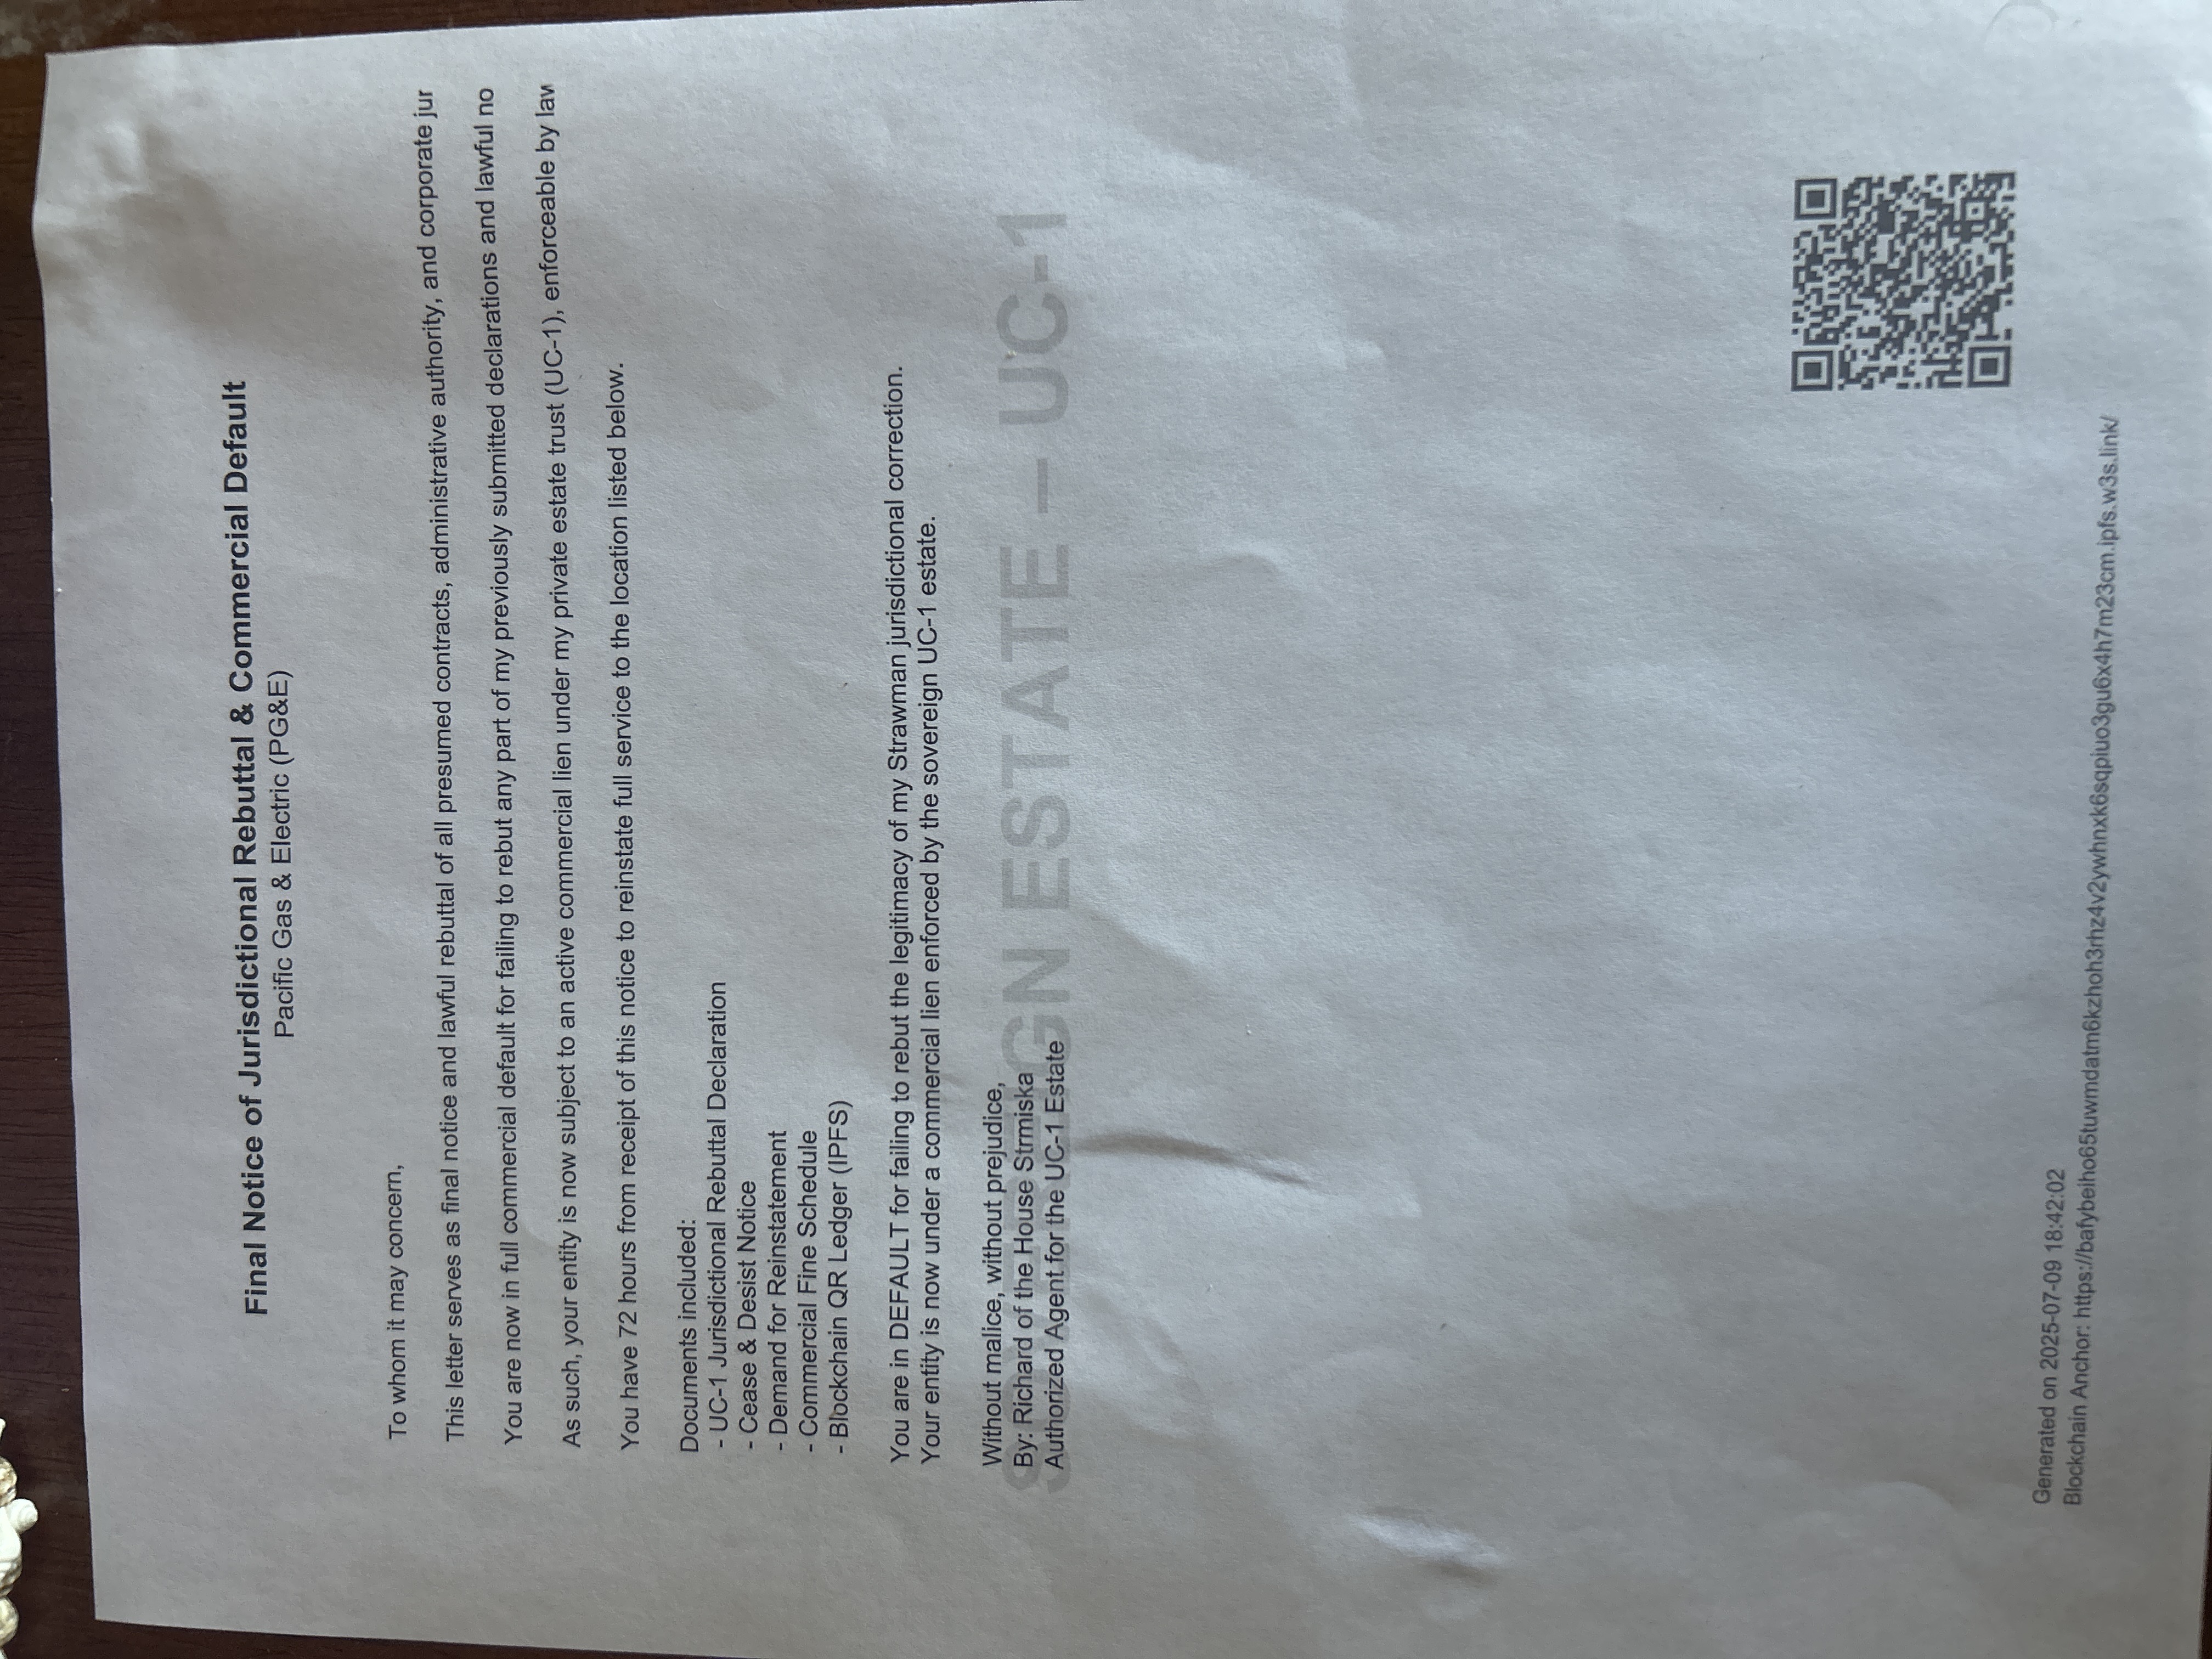 Final Notice of Jurisdictional Rebuttal & Commercial Default
Pacific Gas & Electric (PG&E)
To whom it may concern,
This letter serves as final notice and lawful rebuttal of all presumed contracts, administrative authority, and corporate jur
You are now in full commercial default for failing to rebut any part of my previously submitted declarations and lawful no
As such, your entity is now subject to an active commercial lien under my private estate trust (UC-1), enforceable by law
You have 72 hours from receipt of this notice to reinstate full service to the location listed below.
Documents included:
- UC-1 Jurisdictional Rebuttal Declaration
- Cease & Desist Notice
- Demand for Reinstatement
- Commercial Fine Schedule
- Blockchain QR Ledger (IPFS)
You are in DEFAULT for failing to rebut the legitimacy of my Strawman jurisdictional correction.
Your entity is now under a commercial lien enforced by the sovereign UC-1 estate.
Without malice, without prejudice,
By: Richard of the House Strmiska
Authorized Agent for the UC-1 Estate
SOVEREIGN ESTATE – UC-1
Generated on 2025-07-09 18:42:02
Blockchain Anchor: https://bafybeiho65tuwmdatm6kzhoh3rhz4v2ywhnxk6sqpiuo3gu6x4h7m23cm.ipfs.w3s.link/